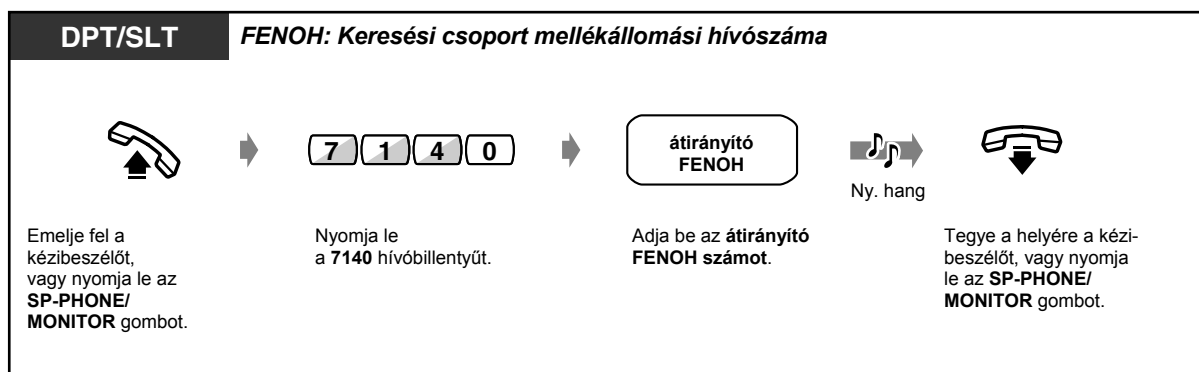 DPT/SLT
FENOH: Keresési csoport mellékállomási hívószáma
7 1 4 0
átirányító
FENOH
Ny. hang
Emelje fel a
kézibeszélőt,
vagy nyomja le az
SP-PHONE/
MONITOR gombot.
Nyomja le
a 7140 hívóbillentyűt.
Adja be az átirányító
FENOH számot.
Tegye a helyére a kézi-
beszélőt, vagy nyomja
le az SP-PHONE/
MONITOR gombot.